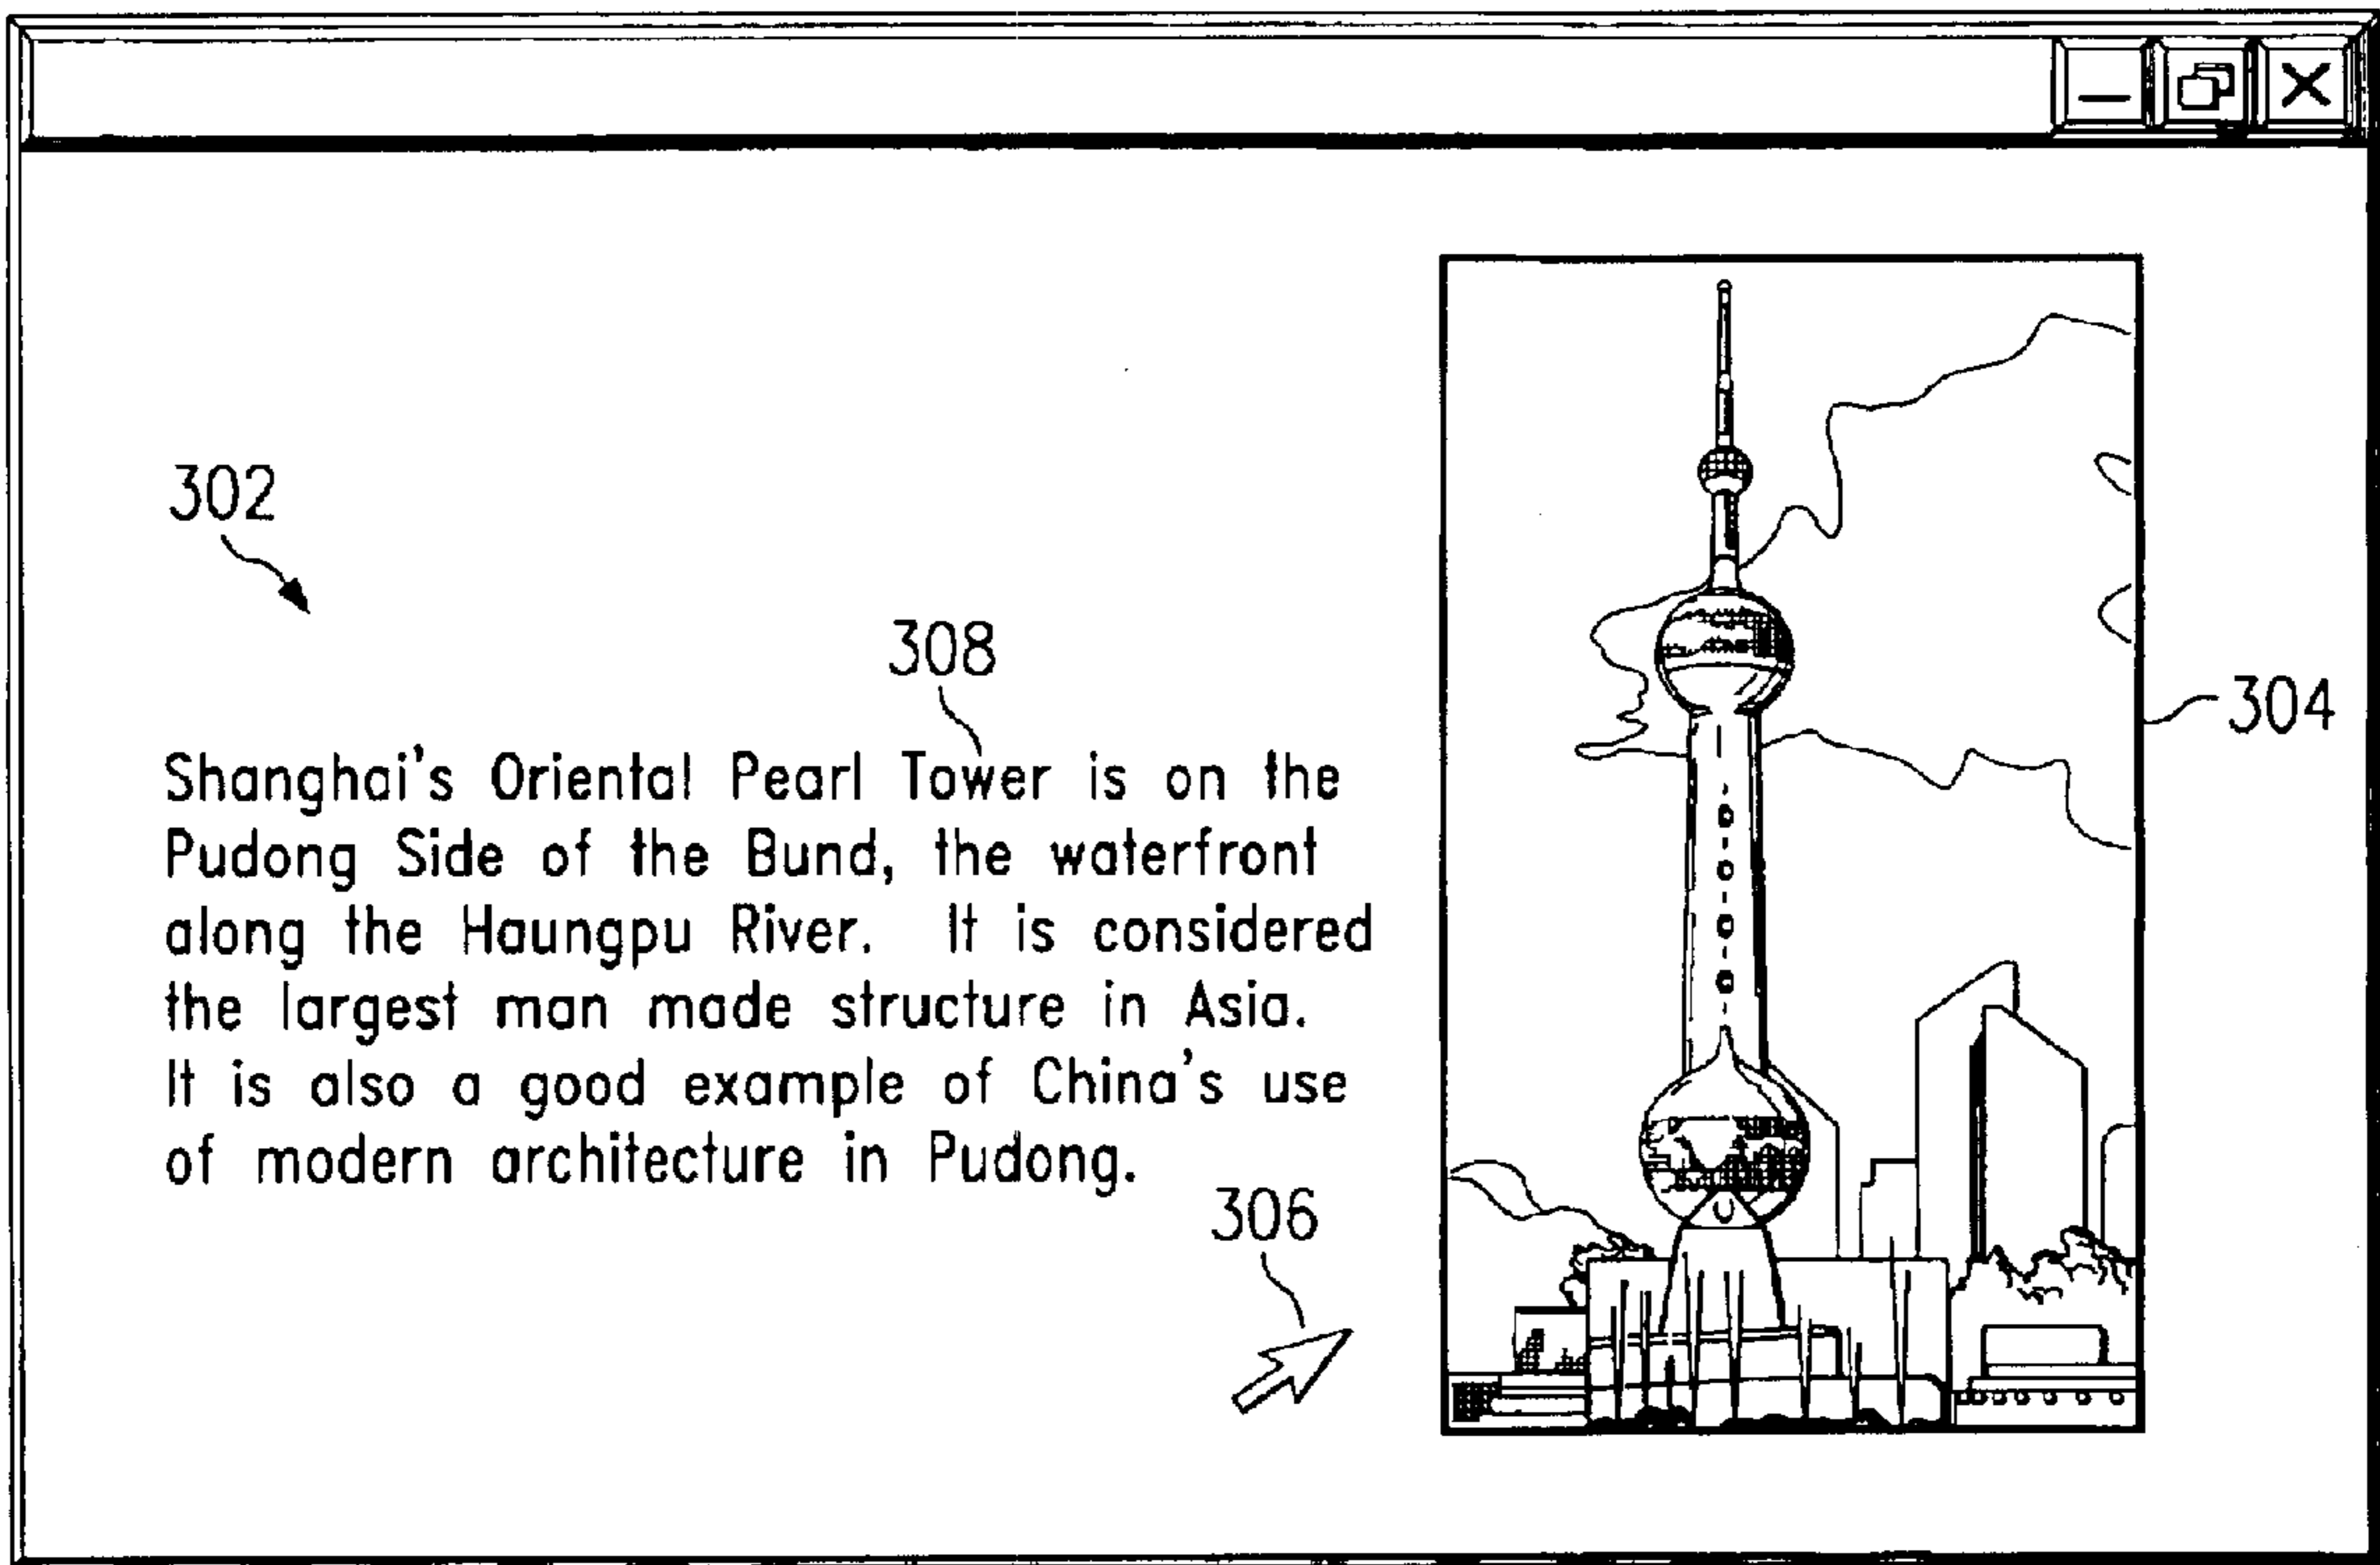 302
308
304
Shanghai's Oriental Pearl Tower is on the
Pudong Side of the Bund, the waterfront
along the Haungpu River. It is considered
the largest man made structure in Asia.
It is also a good example of China's use
of modern architecture in Pudong.
306